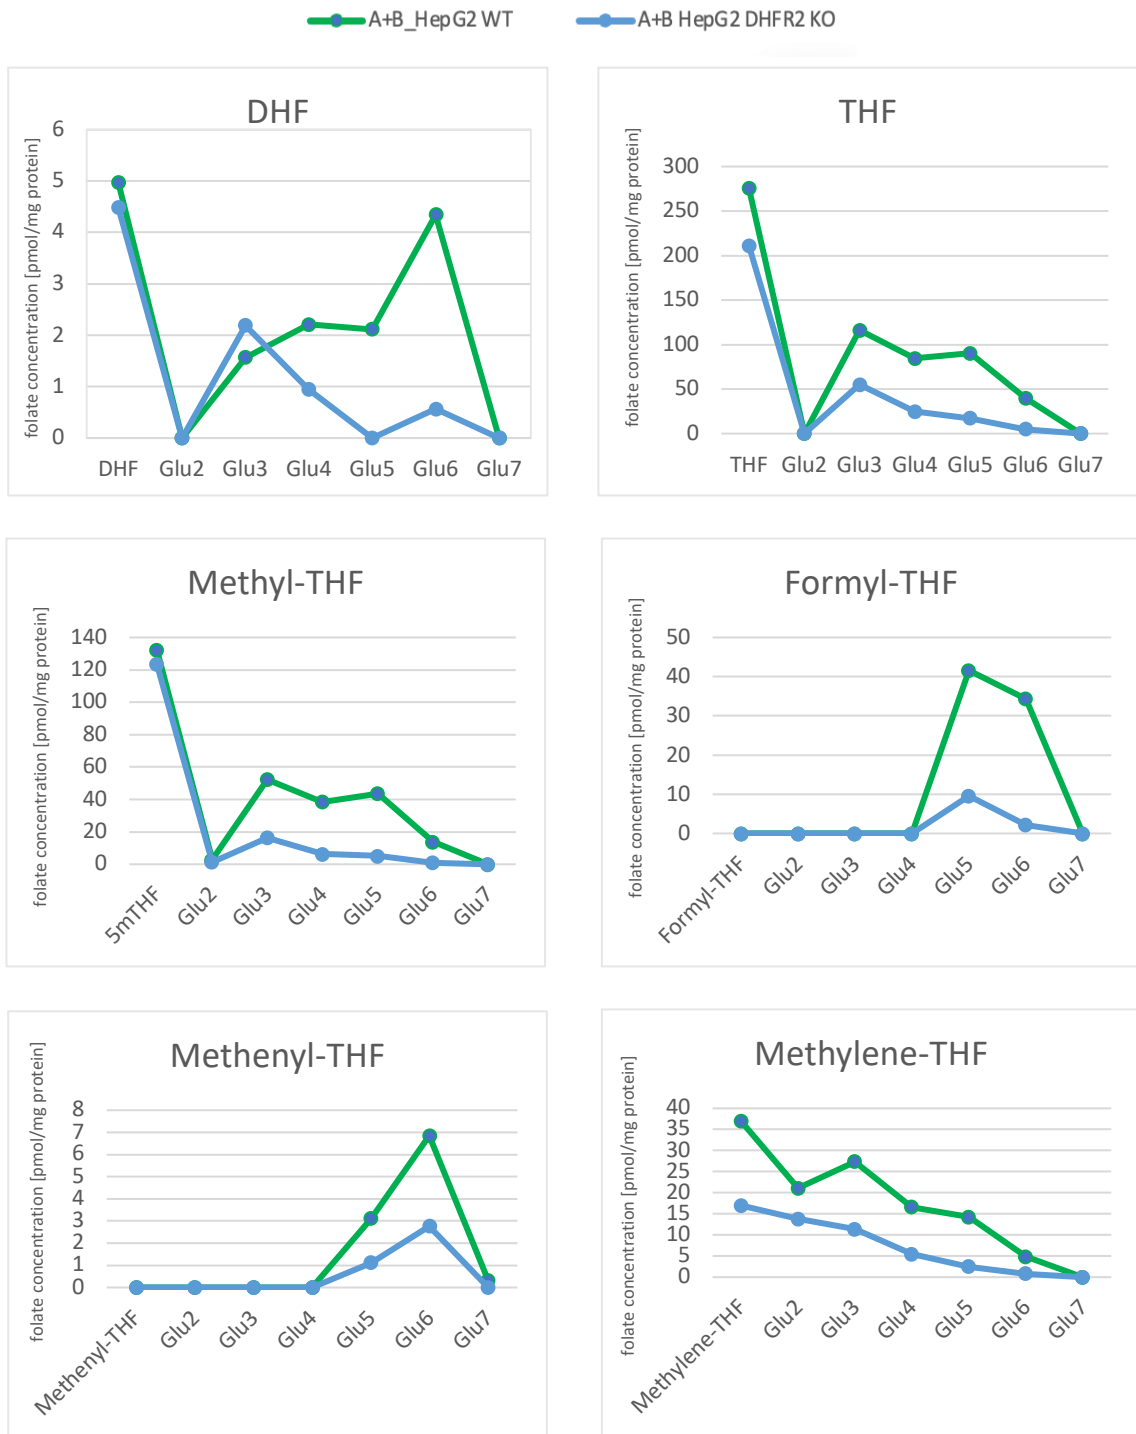 A+B_HepG2 WT
A+B HepG2 DHFR2 KO
DHF
folate concentration [pmol/mg protein]
6
5
4
3
2
1
0
DHF Glu2 Glu3 Glu4 Glu5 Glu6 Glu7
THF
folate concentration [pmol/mg protein]
300
250
200
150
100
50
0
THF Glu2 Glu3 Glu4 Glu5 Glu6 Glu7
Methyl-THF
folate concentration [pmol/mg protein]
140
120
100
80
60
40
20
0
5mTHF Glu2 Glu3 Glu4 Glu5 Glu6 Glu7
Formyl-THF
folate concentration [pmol/mg protein]
50
40
30
20
10
0
Formyl-THF Glu2 Glu3 Glu4 Glu5 Glu6 Glu7
Methenyl-THF
folate concentration [pmol/mg protein]
8
7
6
5
4
3
2
1
0
Methenyl-THF Glu2 Glu3 Glu4 Glu5 Glu6 Glu7
Methylene-THF
folate concentration [pmol/mg protein]
40
35
30
25
20
15
10
5
0
Methylene-THF Glu2 Glu3 Glu4 Glu5 Glu6 Glu7